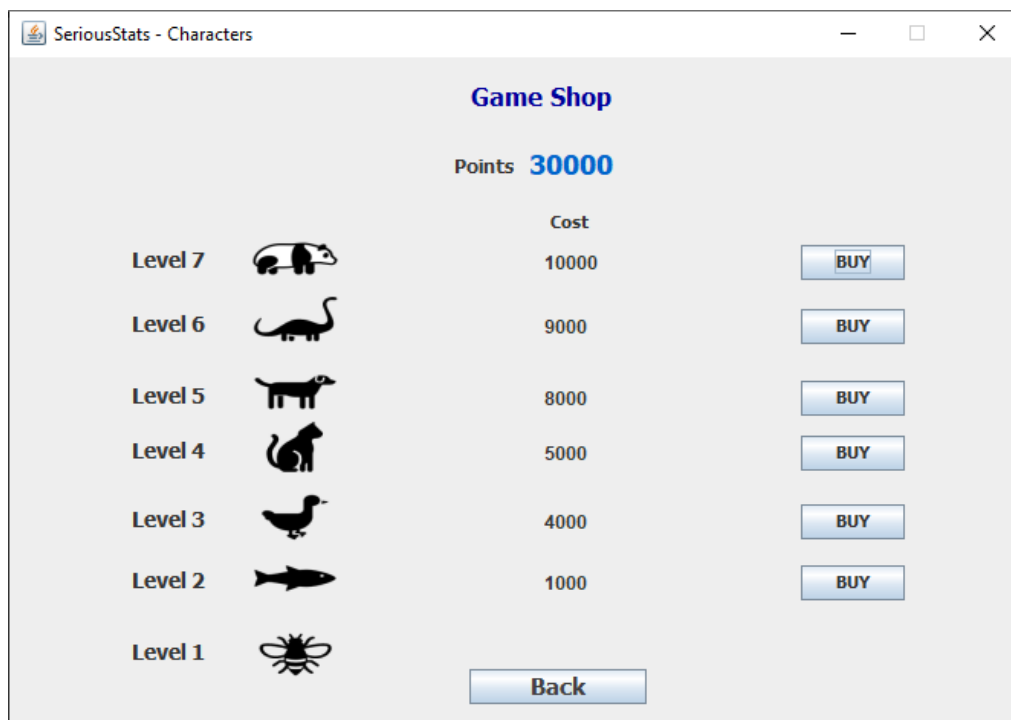 SeriousStats - Characters
Game Shop
Points 30000
Cost
Level 7 10000 BUY
Level 6 9000 BUY
Level 5 8000 BUY
Level 4 5000 BUY
Level 3 4000 BUY
Level 2 1000 BUY
Level 1
Back